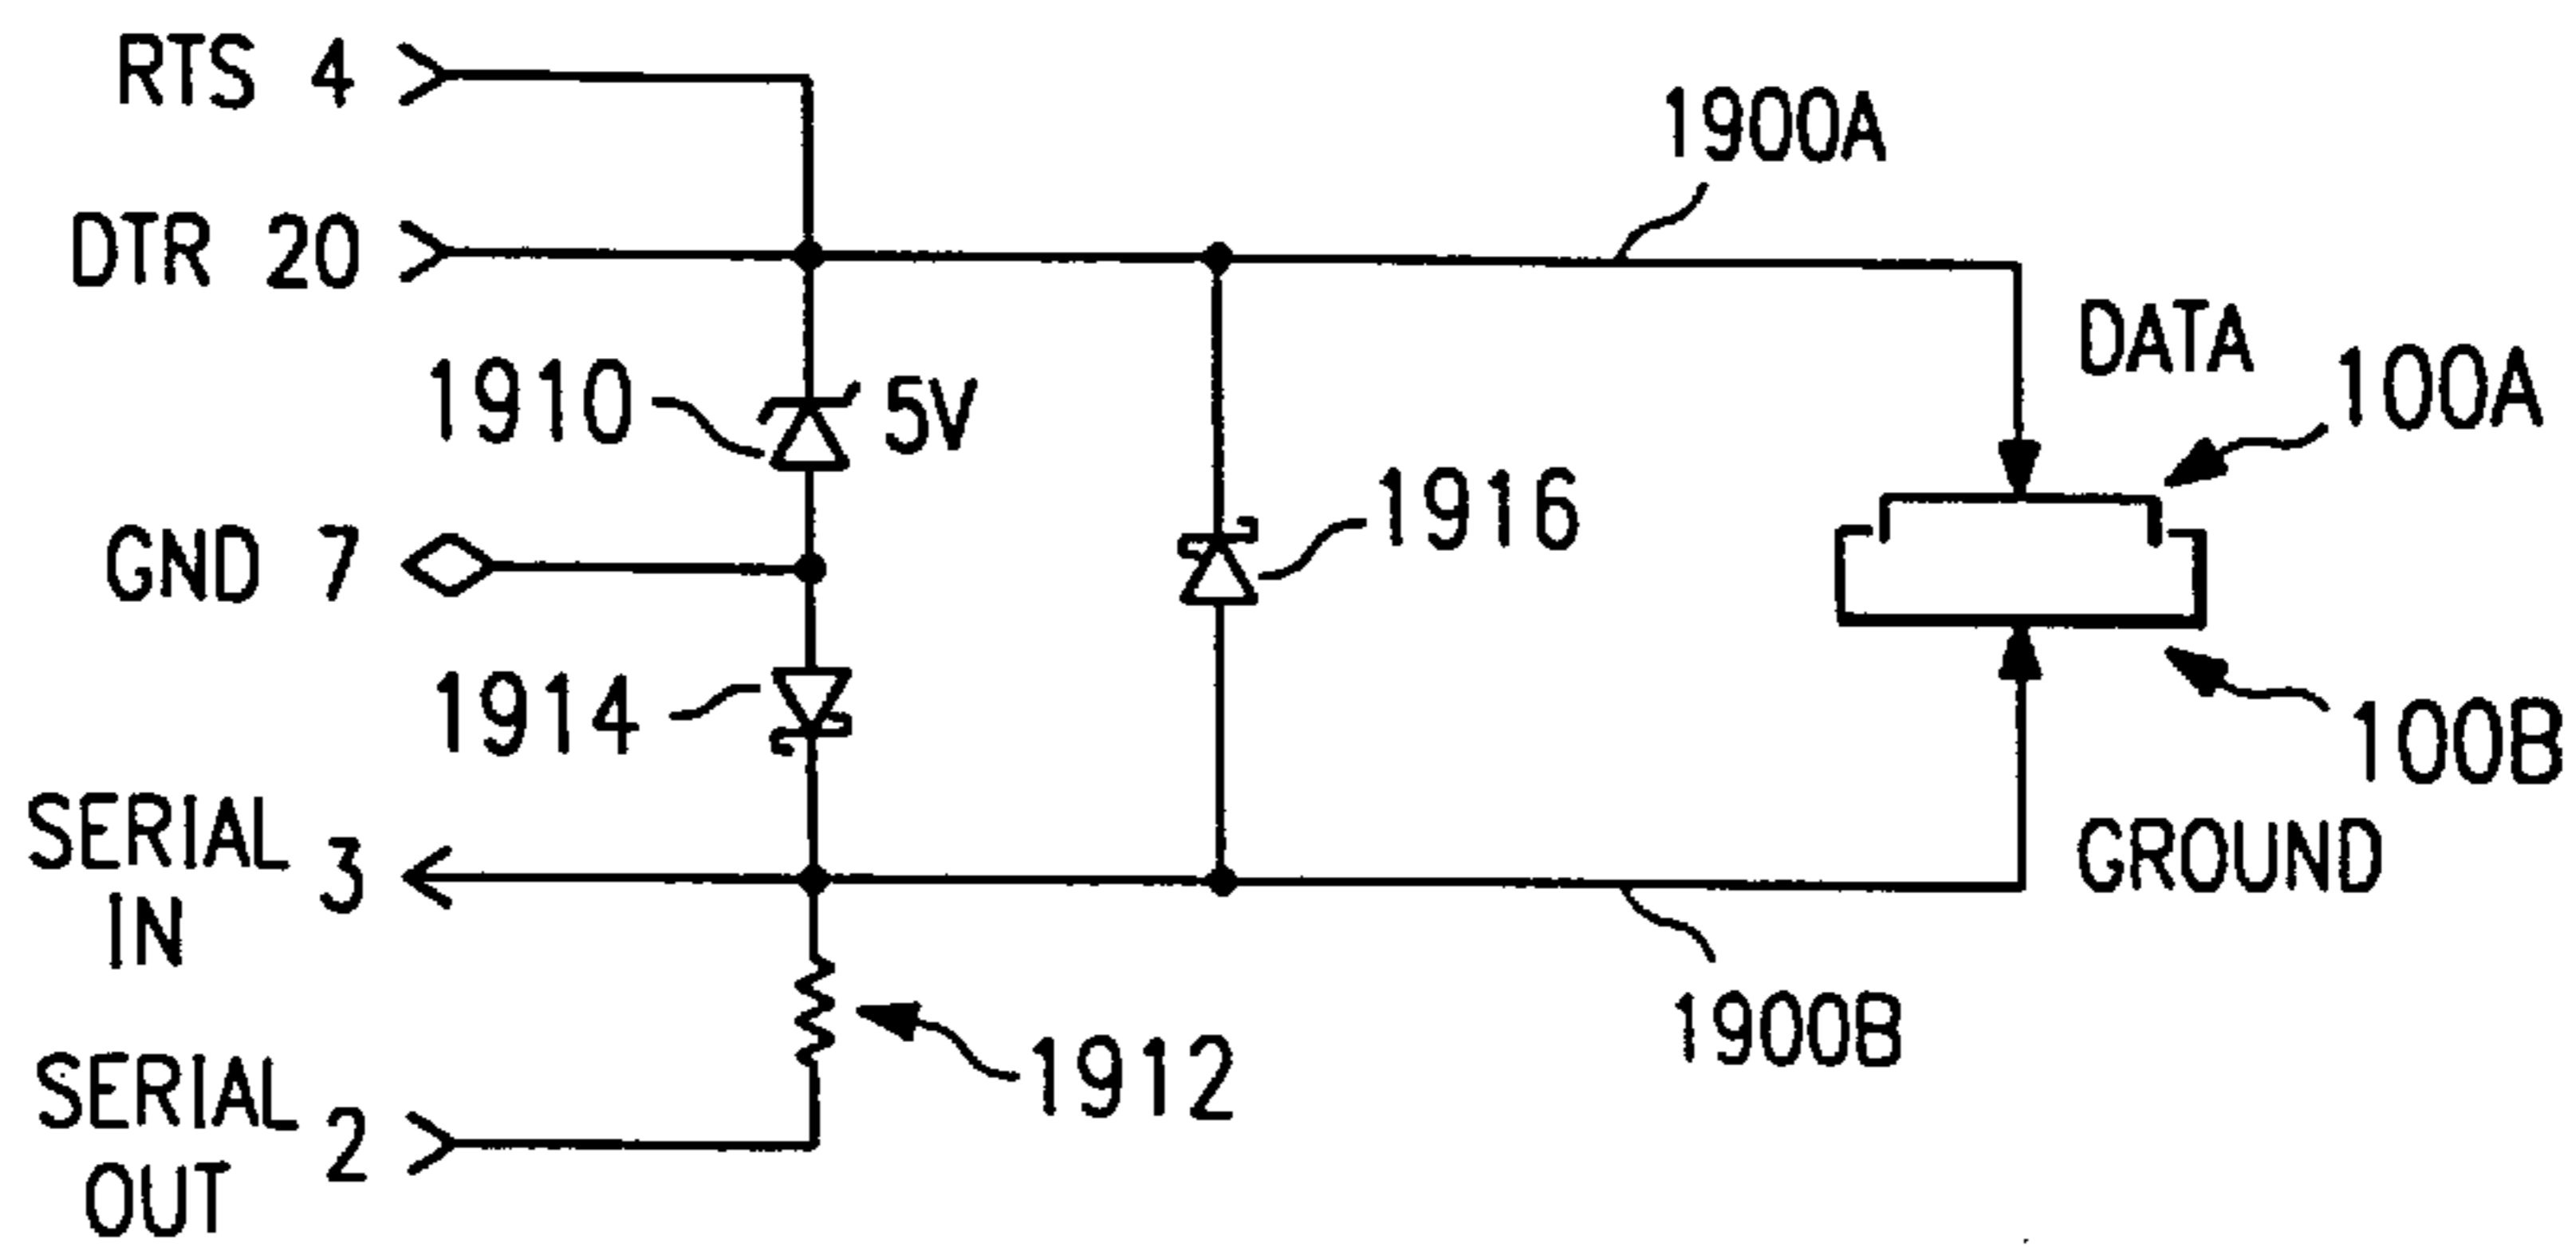 RTS 4
1900A
DTR 20
DATA
100A
1910
5V
1916
GND 7
1914
100B
SERIAL IN 3
GROUND
1900B
1912
SERIAL OUT 2